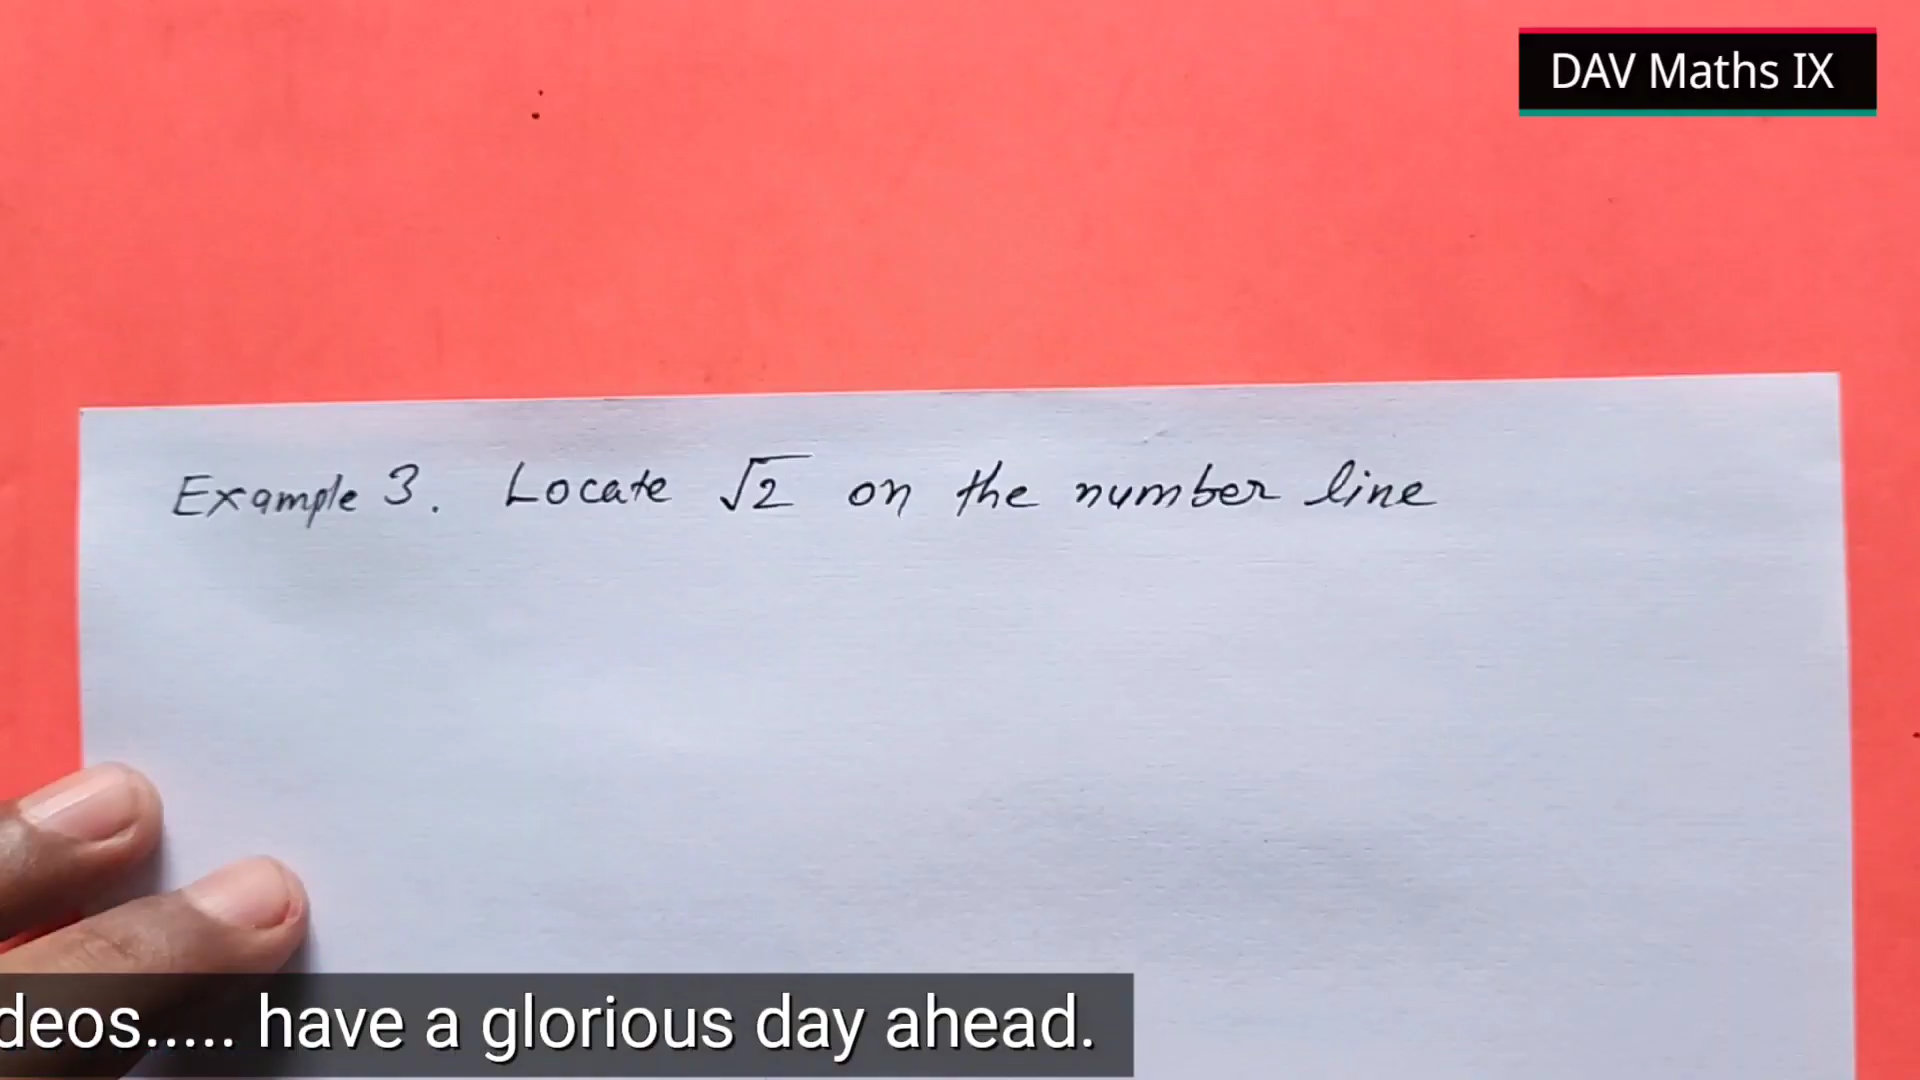 DAV Maths IX
Example 3. Locate √2 on the number line
deos..... have a glorious day ahead.